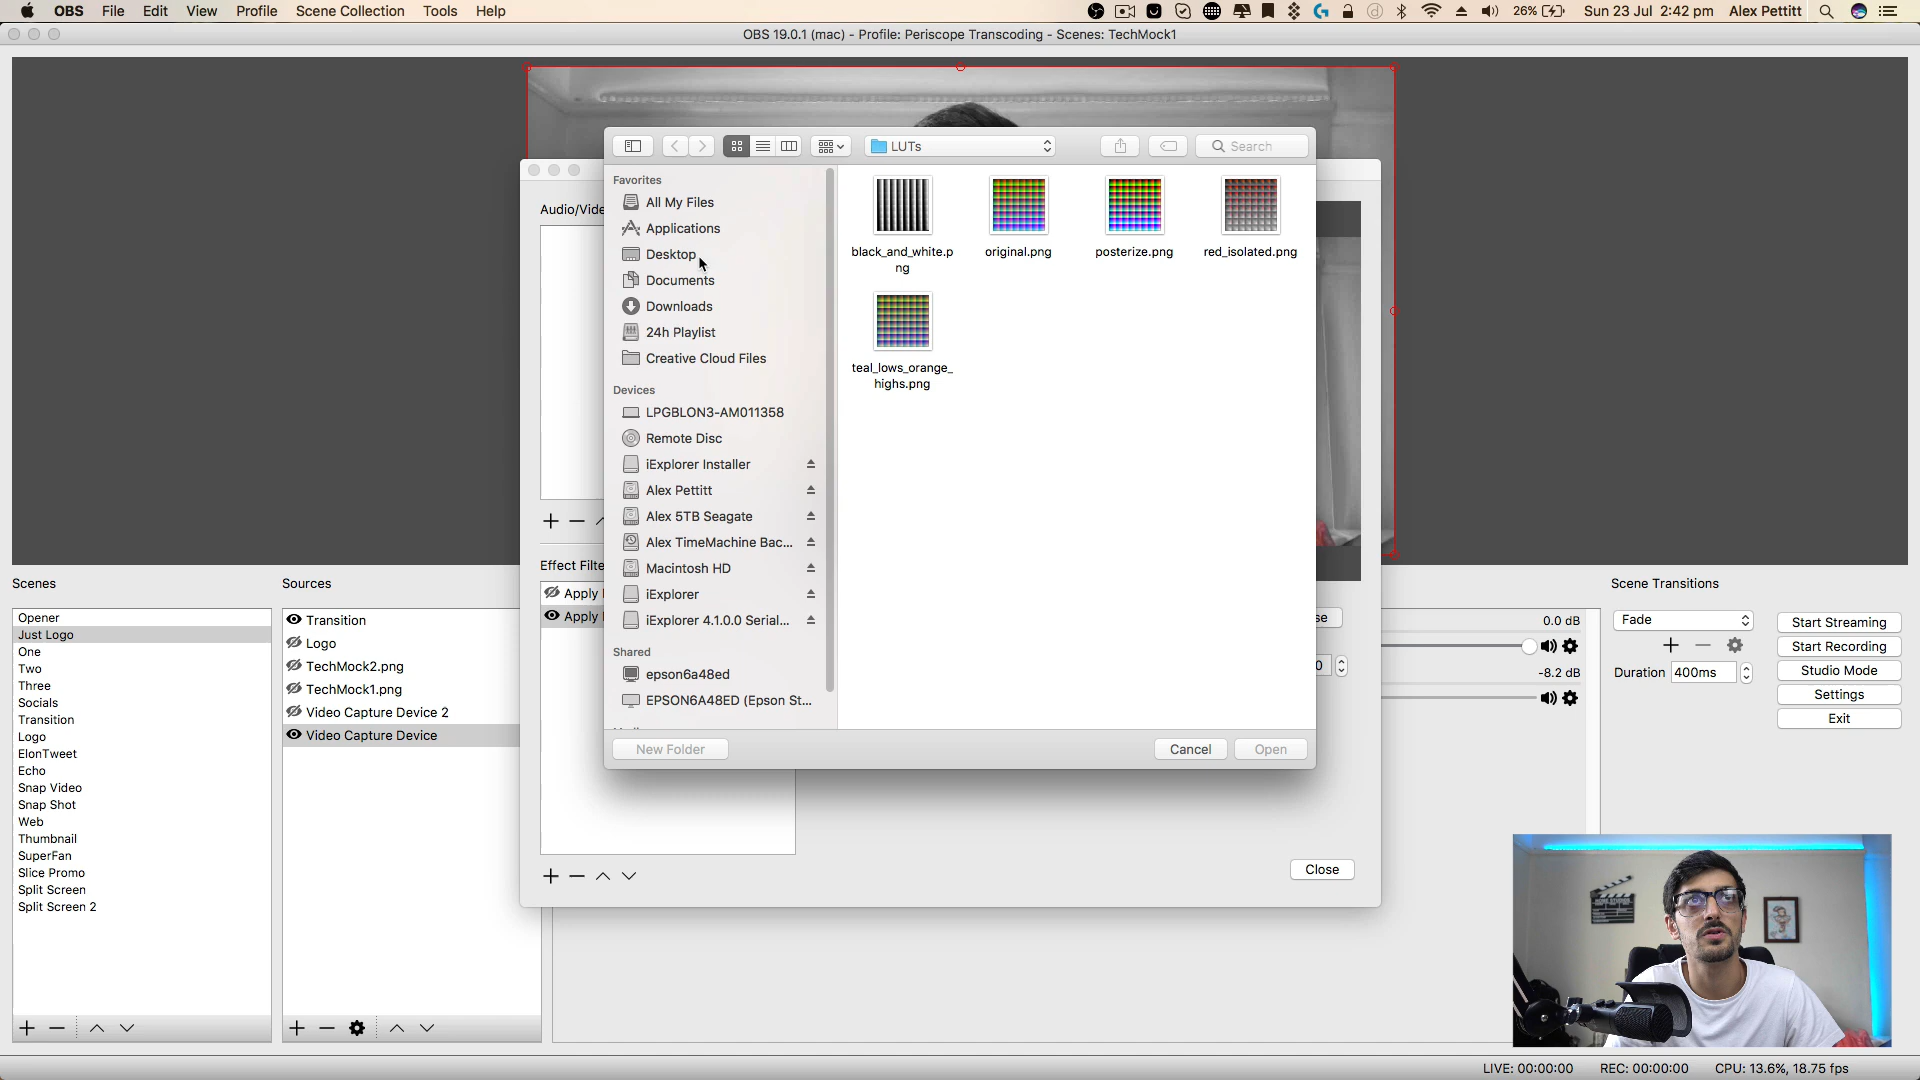 OBS File Edit View Profile Scene Collection Tools Help
26% Sun 23 Jul 2:42 pm Alex Pettitt
OBS 19.0.1 (mac) - Profile: Periscope Transcoding - Scenes: TechMock1
LUTs
Search
Favorites
All My Files
Applications
Desktop
Documents
Downloads
24h Playlist
Creative Cloud Files
Devices
LPGBLON3-AM011358
Remote Disc
iExplorer Installer
Alex Pettitt
Alex 5TB Seagate
Alex TimeMachine Bac...
Macintosh HD
iExplorer
iExplorer 4.1.0.0 Serial...
Shared
epson6a48ed
EPSON6A48ED (Epson St...
black_and_white.p
ng
original.png
posterize.png
red_isolated.png
teal_lows_orange_
highs.png
New Folder
Cancel
Open
Audio/Vide
Effect Filte
Apply
Apply
se
0
Close
Scenes
Opener
Just Logo
One
Two
Three
Socials
Transition
Logo
ElonTweet
Echo
Snap Video
Snap Shot
Web
Thumbnail
SuperFan
Slice Promo
Split Screen
Split Screen 2
Sources
Transition
Logo
TechMock2.png
TechMock1.png
Video Capture Device 2
Video Capture Device
0.0 dB
-8.2 dB
Scene Transitions
Fade
Duration 400ms
Start Streaming
Start Recording
Studio Mode
Settings
Exit
LIVE: 00:00:00 REC: 00:00:00 CPU: 13.6%, 18.75 fps